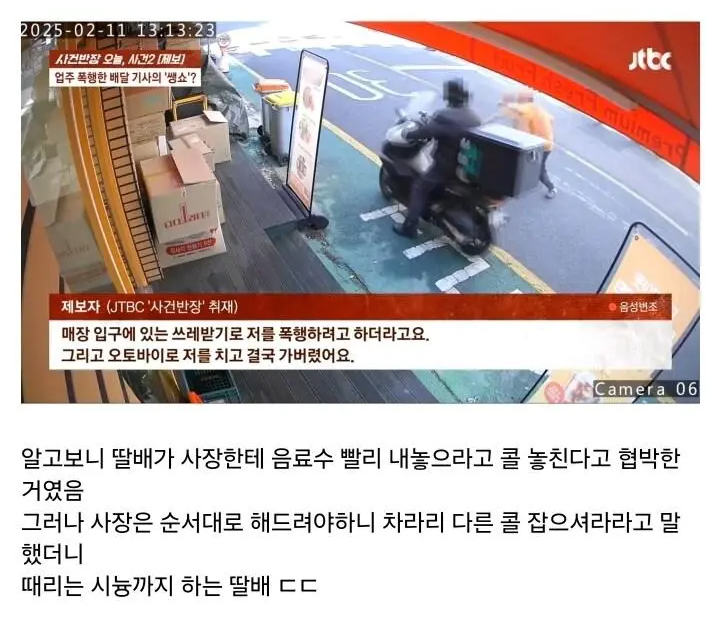 2025-02-11 13:13:23
사건반장 오늘, 사건2 [제보]
업주 폭행한 배달 기사의 '쌩쇼'?
jtbc
Premium Fresh
제보자 (JTBC '사건반장' 취재)
음성변조
매장 입구에 있는 쓰레받기로 저를 폭행하려고 하더라고요.
그리고 오토바이로 저를 치고 결국 가버렸어요.
Camera 06
알고보니 딸배가 사장한테 음료수 빨리 내놓으라고 콜 놓친다고 협박한
거였음
그러나 사장은 순서대로 해드려야하니 차라리 다른 콜 잡으셔라라고 말
했더니
때리는 시늉까지 하는 딸배 ㄷㄷ